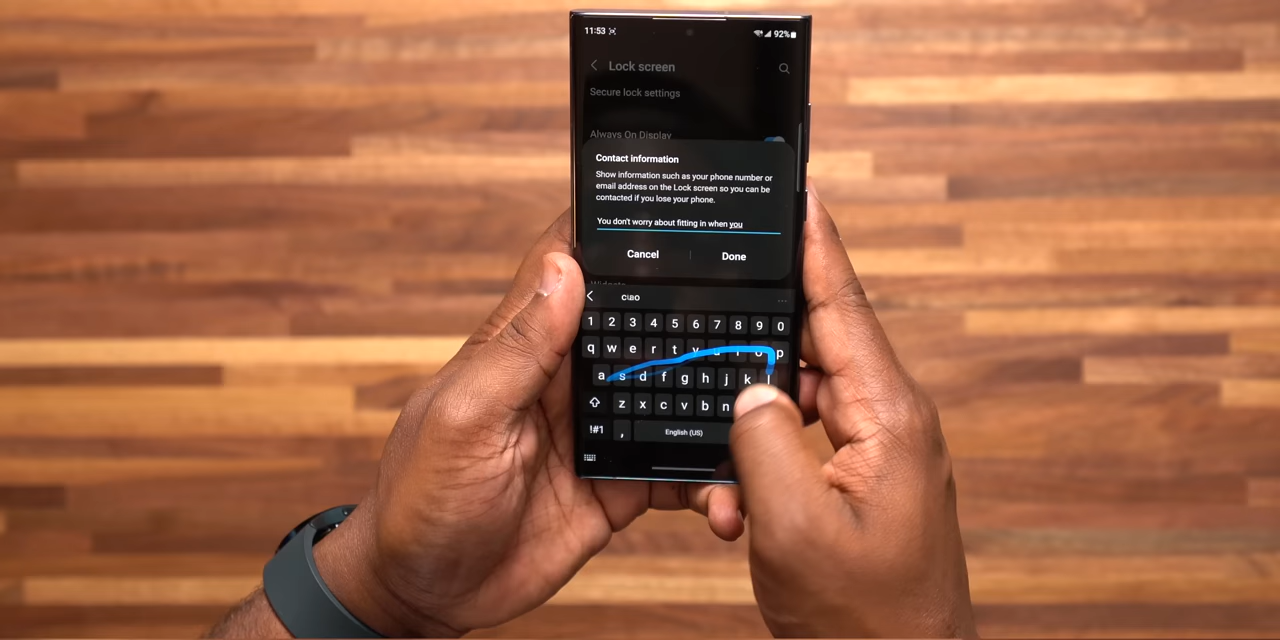 11:53 92%
Lock screen
Secure lock settings
Always On Display
Contact information
Show information such as your phone number or
email address on the Lock screen so you can be
contacted if you lose your phone.
You don't worry about fitting in when you
Cancel Done
Widgets
ciao
1 2 3 4 5 6 7 8 9 0
q w e r t y u i o p
a s d f g h j k l
z x c v b n
!#1 , English (US)